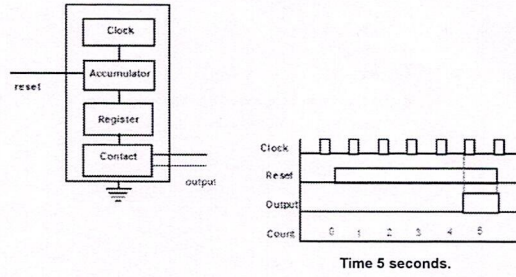 Clock
Accumulator
reset
Register
Contact
output
Clock
Reset
Output
Count 0 1 2 3 4 5
Time 5 seconds.